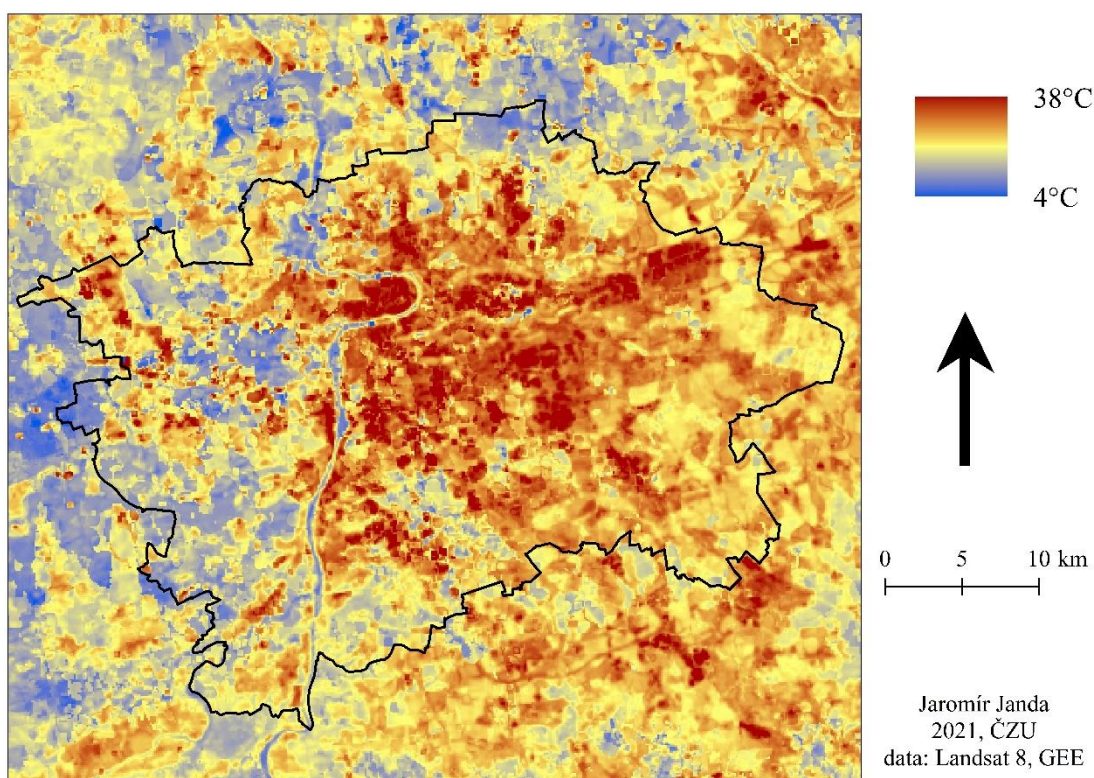 38°C
4°C
0 5 10 km
Jaromír Janda
2021, ČZU
data: Landsat 8, GEE